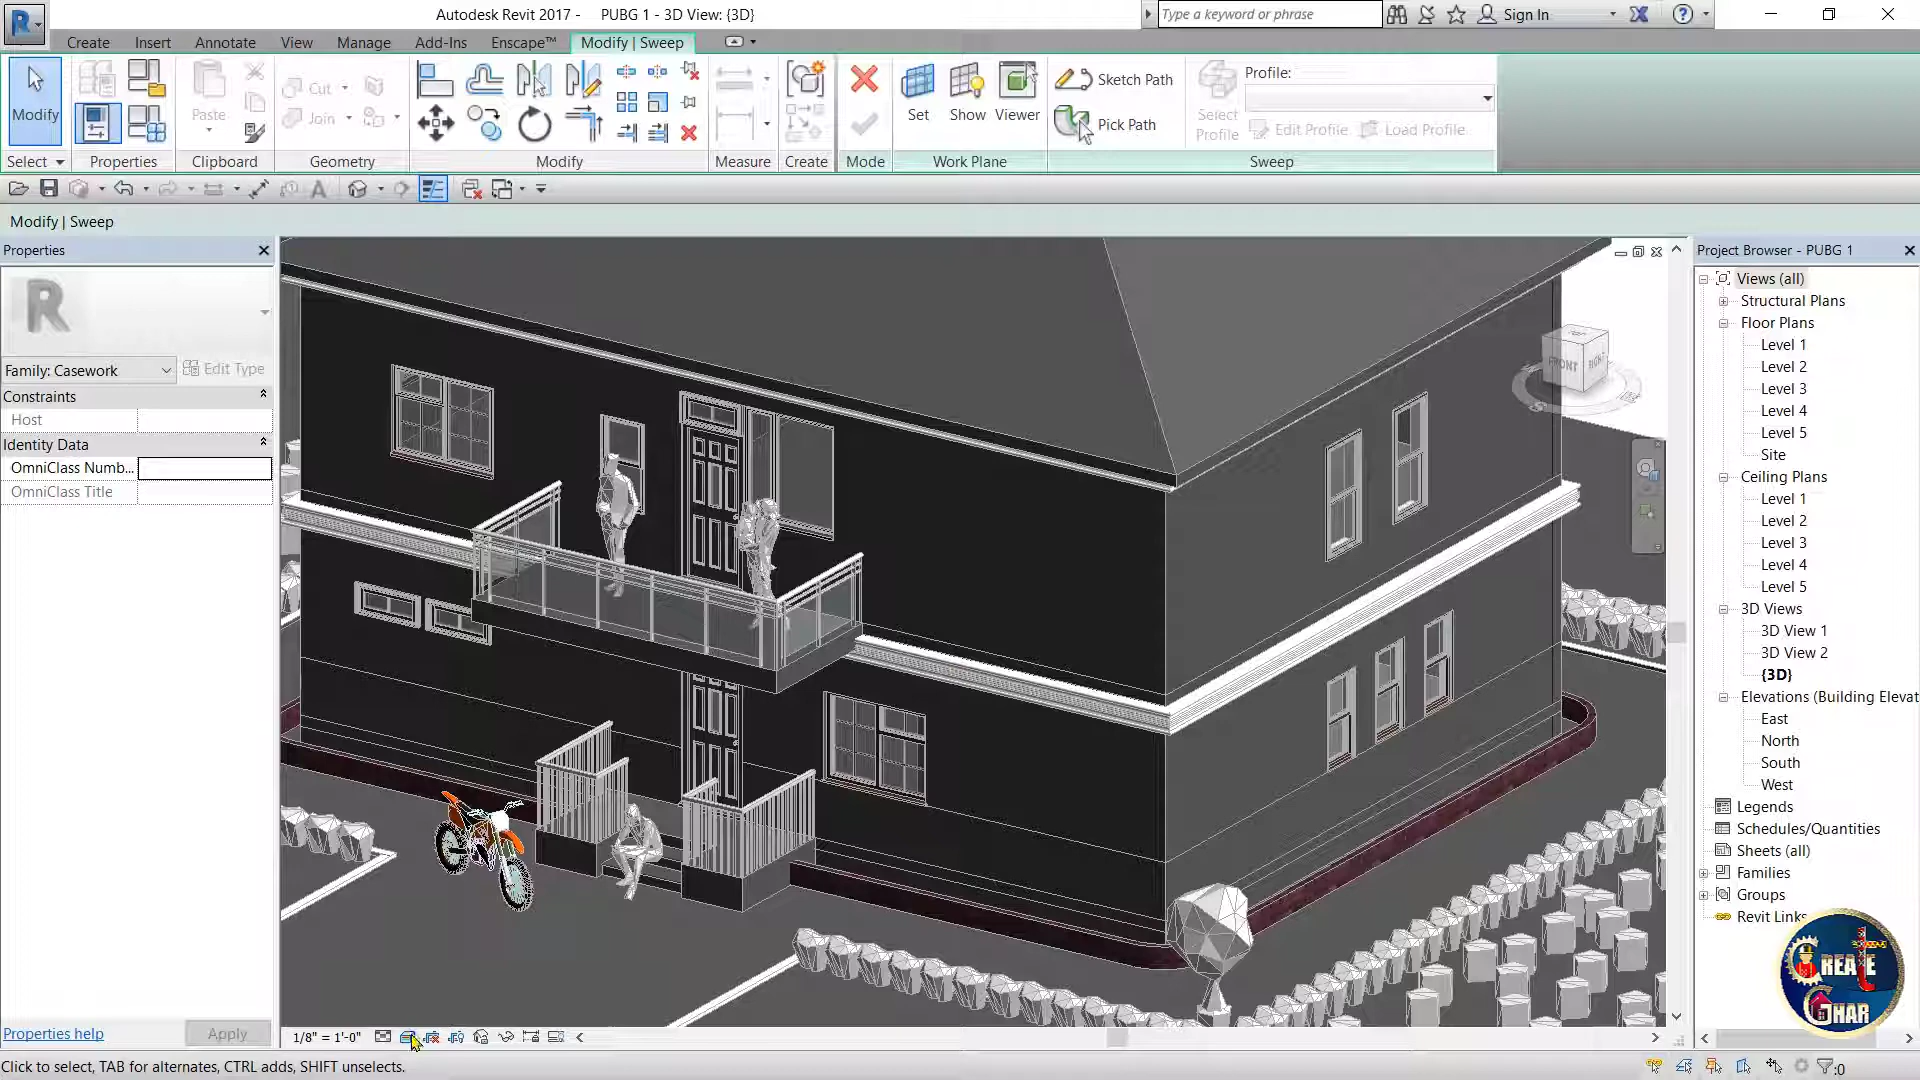 Autodesk Revit 2017 - PUBG 1 - 3D View: {3D}
Type a keyword or phrase
Sign In
Create Insert Annotate View Manage Add-Ins Enscape™ Modify | Sweep
Modify
Paste
Cut
Join
Set Show Viewer
Sketch Path
Pick Path
Select Profile
Profile:
Edit Profile Load Profile
Select Properties Clipboard Geometry Modify Measure Create Mode Work Plane Sweep
Modify | Sweep
Properties
R
Family: Casework
Edit Type
Constraints
Host
Identity Data
OmniClass Numb...
OmniClass Title
Properties help
Apply
FRONT
RIGHT
1/8" = 1'-0"
Project Browser - PUBG 1
Views (all)
Structural Plans
Floor Plans
Level 1
Level 2
Level 3
Level 4
Level 5
Site
Ceiling Plans
Level 1
Level 2
Level 3
Level 4
Level 5
3D Views
3D View 1
3D View 2
{3D}
Elevations (Building Elevat
East
North
South
West
Legends
Schedules/Quantities
Sheets (all)
Families
Groups
Revit Links
CREATE
GHAR
Click to select, TAB for alternates, CTRL adds, SHIFT unselects.
:0